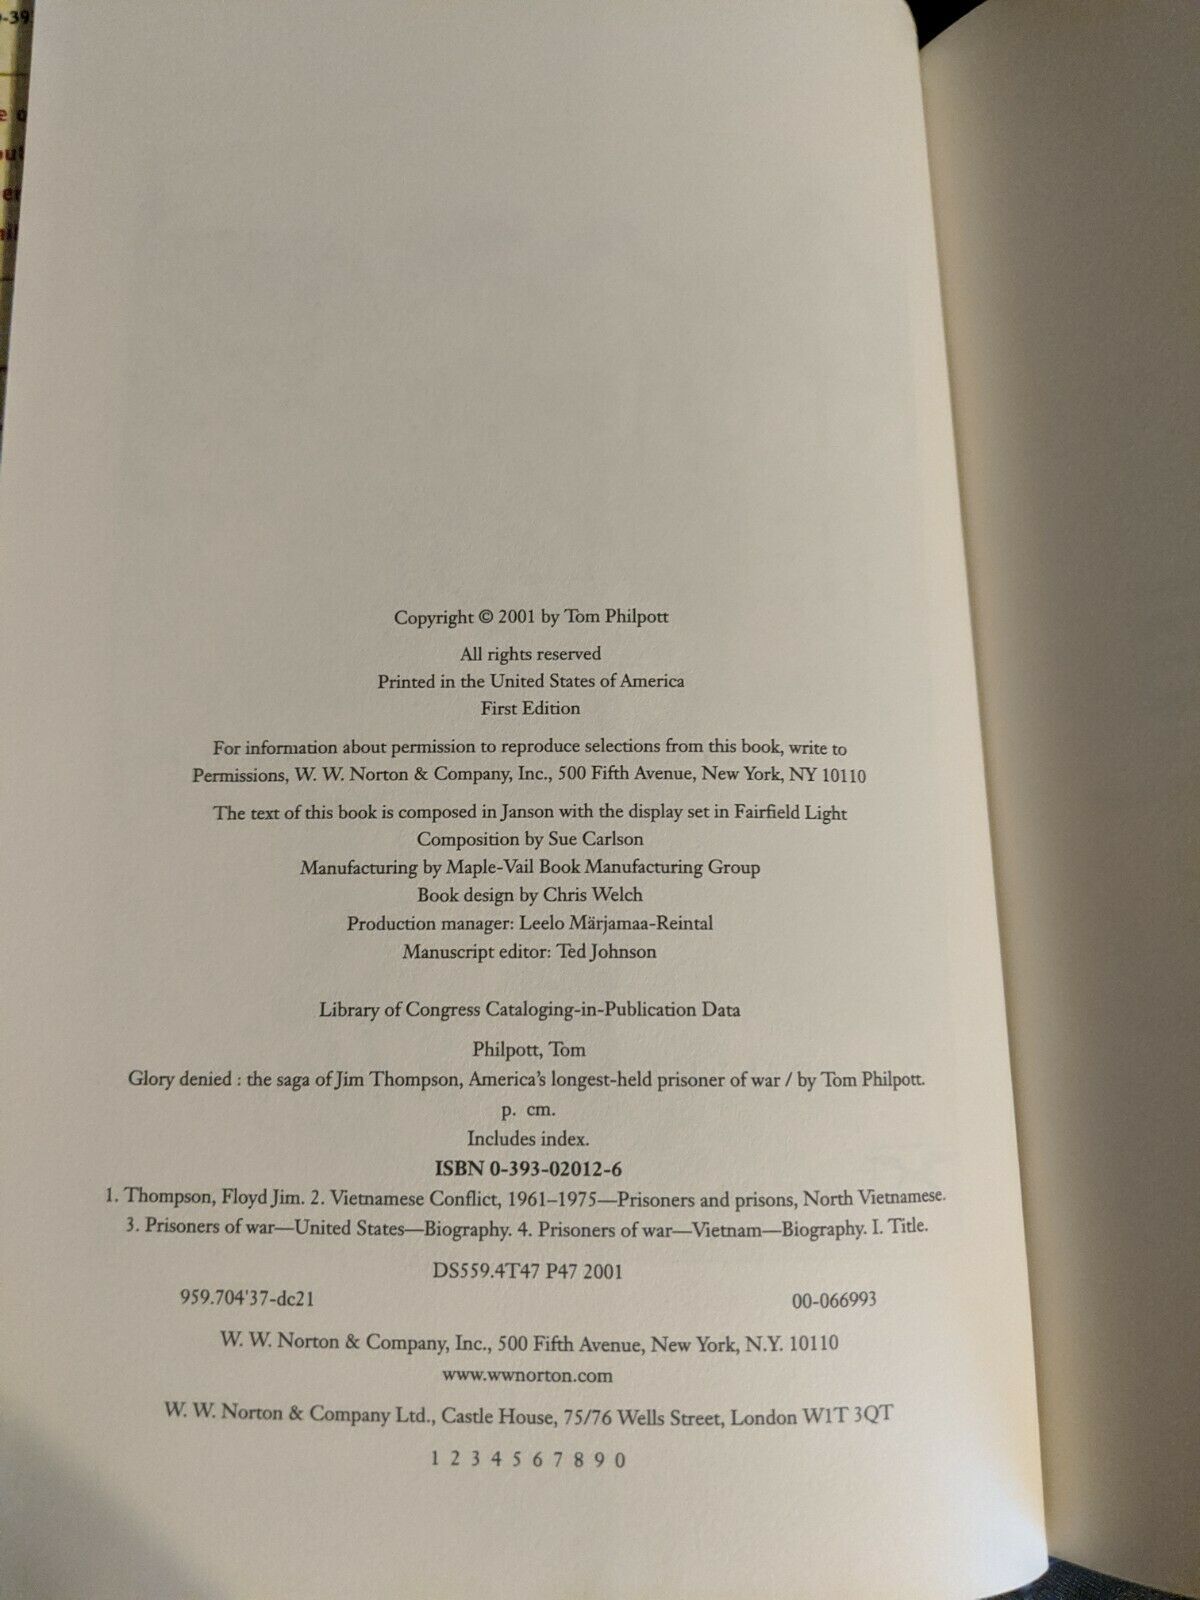 0-39
Copyright © 2001 by Tom Philpott
All rights reserved
Printed in the United States of America
First Edition
For information about permission to reproduce selections from this book, write to
Permissions, W. W. Norton & Company, Inc., 500 Fifth Avenue, New York, NY 10110
The text of this book is composed in Janson with the display set in Fairfield Light
Composition by Sue Carlson
Manufacturing by Maple-Vail Book Manufacturing Group
Book design by Chris Welch
Production manager: Leelo Märjamaa-Reintal
Manuscript editor: Ted Johnson
Library of Congress Cataloging-in-Publication Data
Philpott, Tom
Glory denied : the saga of Jim Thompson, America's longest-held prisoner of war / by Tom Philpott.
p. cm.
Includes index.
ISBN 0-393-02012-6
1. Thompson, Floyd Jim. 2. Vietnamese Conflict, 1961–1975—Prisoners and prisons, North Vietnamese.
3. Prisoners of war—United States—Biography. 4. Prisoners of war—Vietnam—Biography. I. Title.
DS559.4T47 P47 2001
959.704'37-dc21 00-066993
W. W. Norton & Company, Inc., 500 Fifth Avenue, New York, N.Y. 10110
www.wwnorton.com
W. W. Norton & Company Ltd., Castle House, 75/76 Wells Street, London W1T 3QT
1 2 3 4 5 6 7 8 9 0